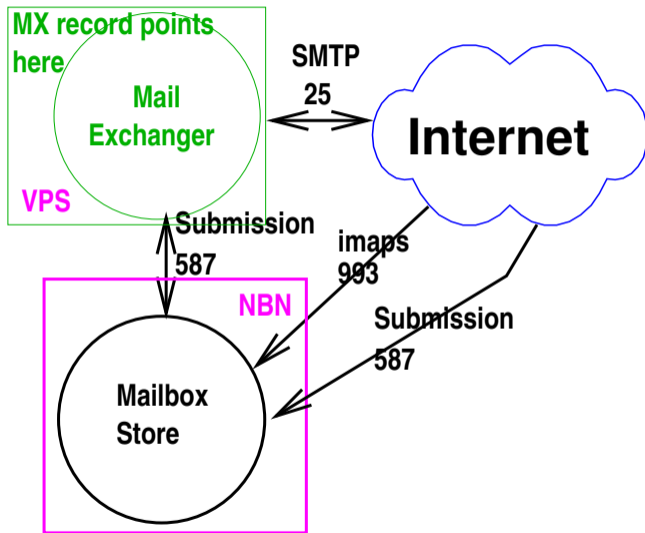 MX record points
here
Mail
Exchanger
VPS
SMTP
25
Internet
Submission
587
imaps
993
NBN
Submission
587
Mailbox
Store